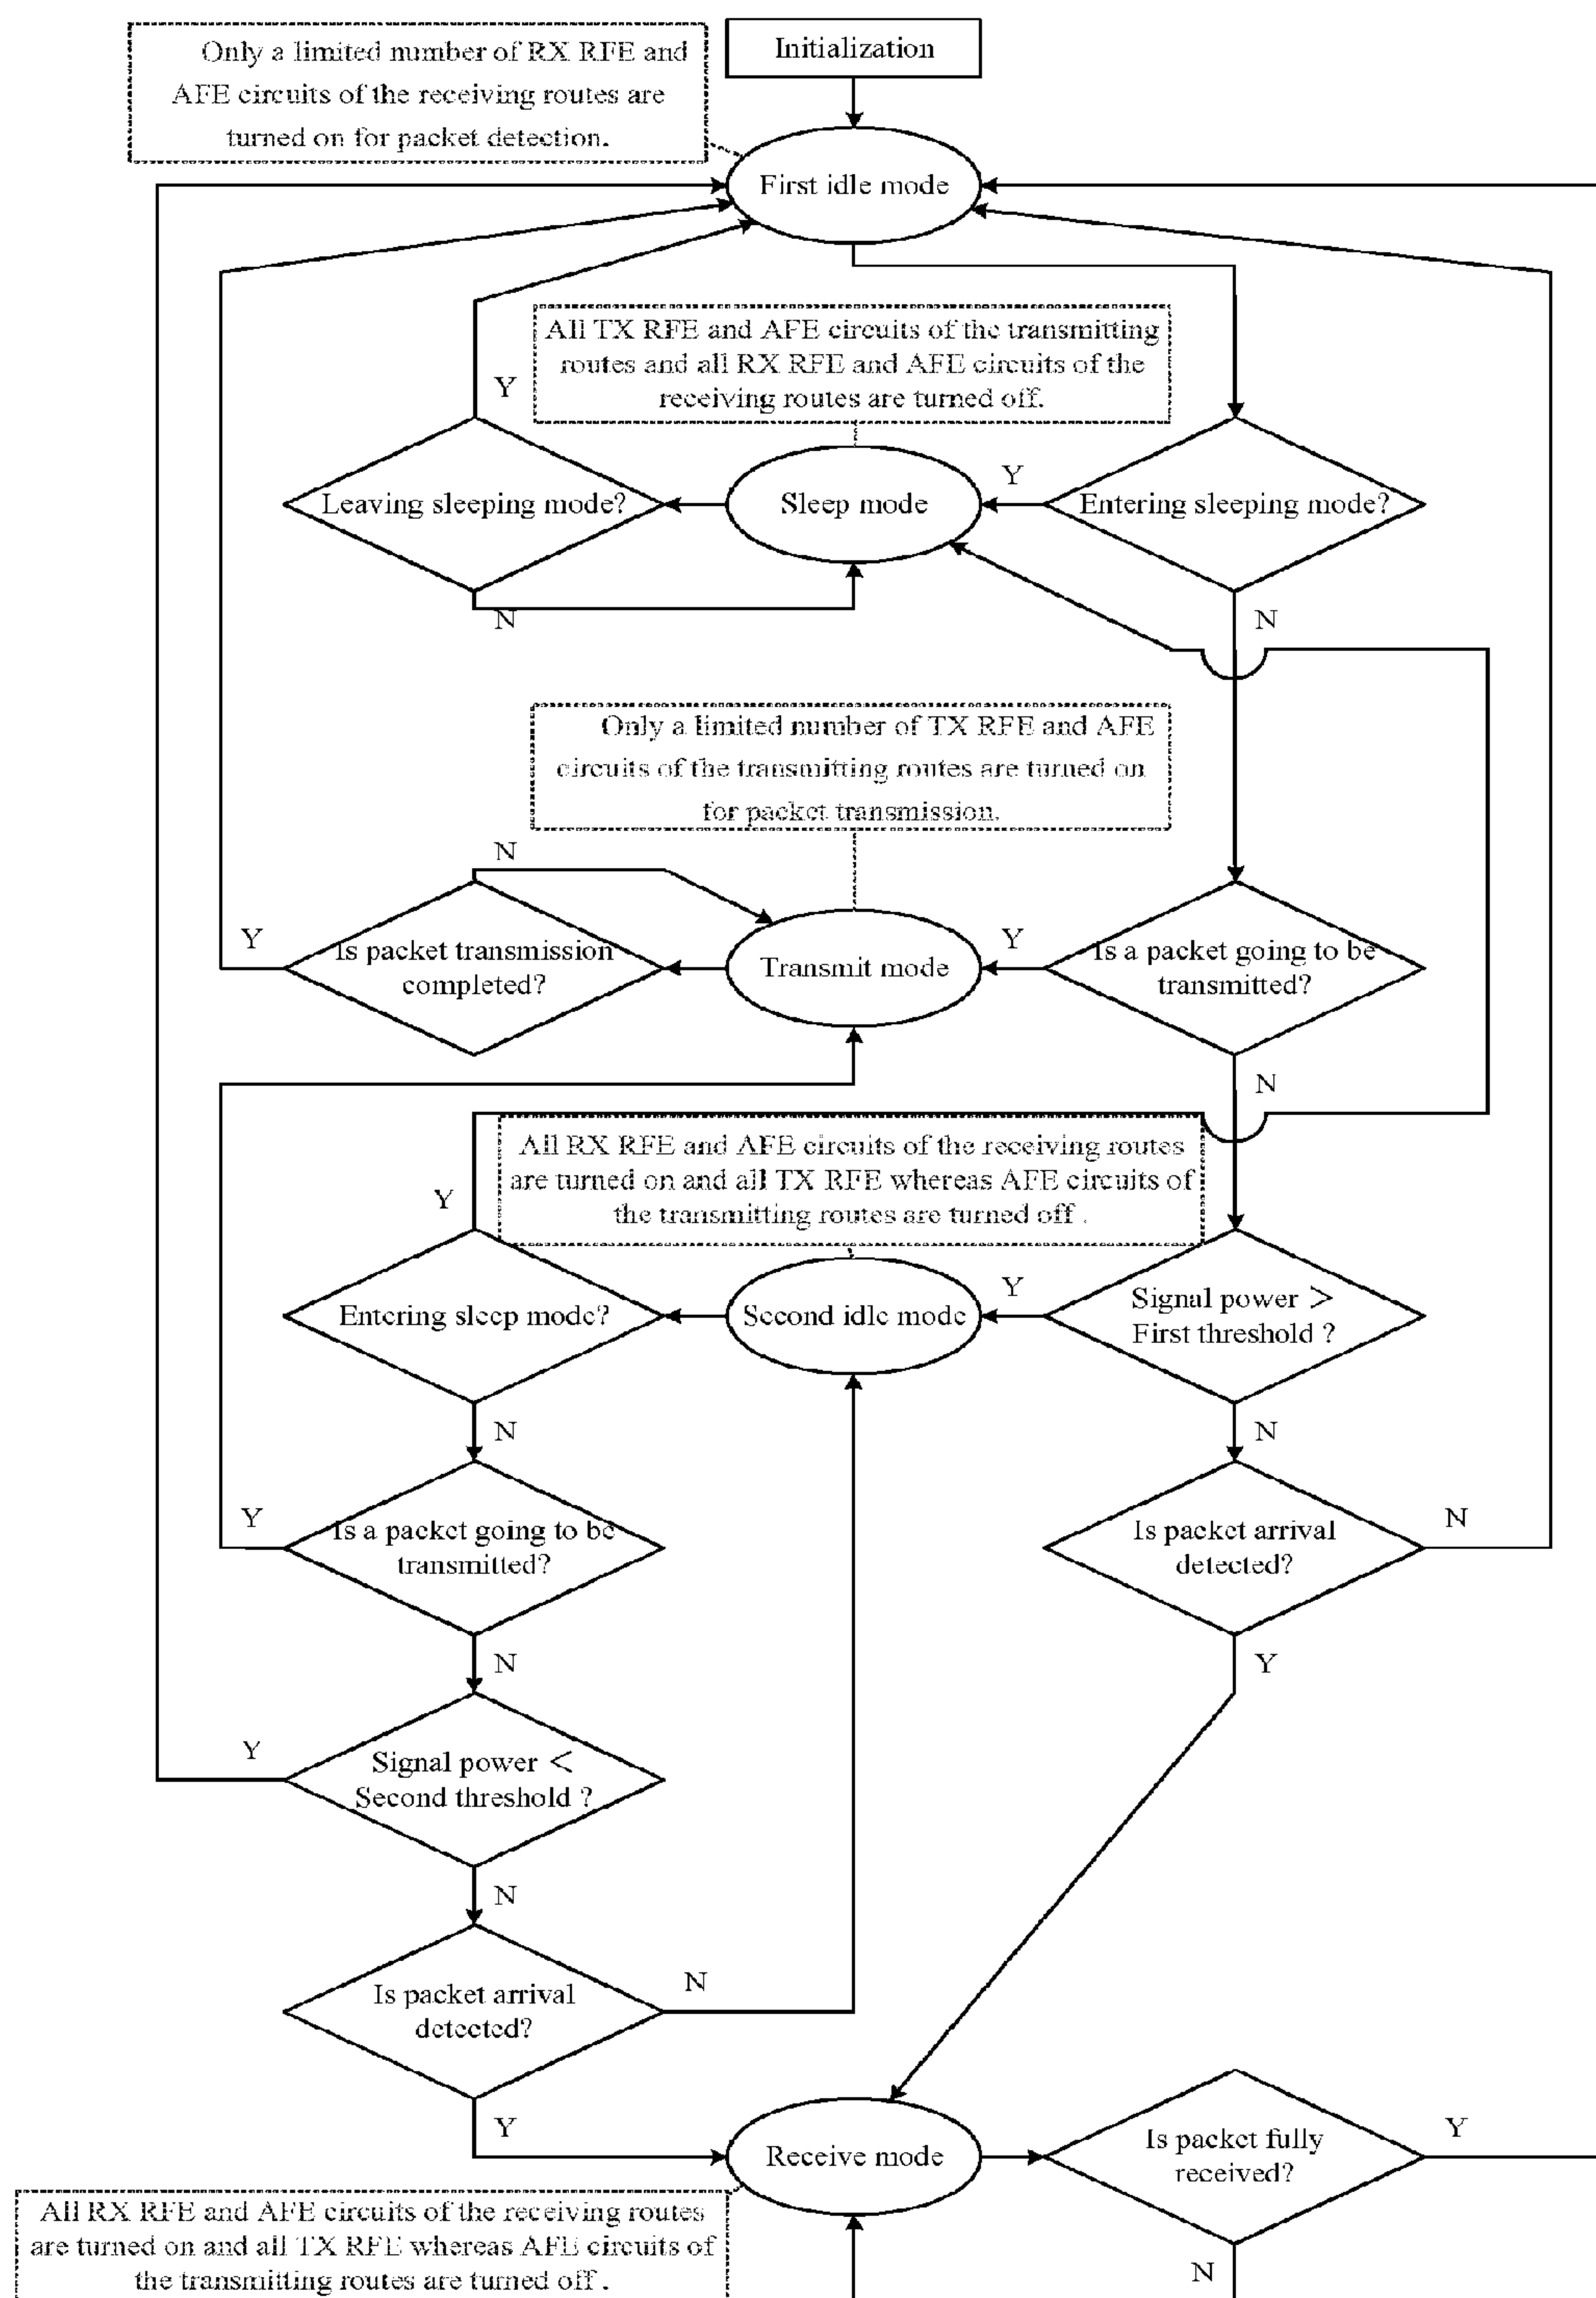 Only a limited number of RX RFE and
AFE circuits of the receiving routes are
turned on for packet detection.
Initialization
First idle mode
All TX RFE and AFE circuits of the transmitting
routes and all RX RFE and AFE circuits of the
receiving routes are turned off.
Y
Leaving sleeping mode?
Sleep mode
Y
Entering sleeping mode?
N
N
Only a limited number of TX RFE and AFE
circuits of the transmitting routes are turned on
for packet transmission.
N
Y
Is packet transmission
completed?
Transmit mode
Y
Is a packet going to be
transmitted?
N
All RX RFE and AFE circuits of the receiving routes
are turned on and all TX RFE whereas AFE circuits of
the transmitting routes are turned off .
Y
Entering sleep mode?
Second idle mode
Y
Signal power >
First threshold ?
N
N
Y
Is a packet going to be
transmitted?
Is packet arrival
detected?
N
N
Y
Y
Signal power <
Second threshold ?
N
Is packet arrival
detected?
N
Y
Receive mode
Is packet fully
received?
Y
All RX RFE and AFE circuits of the receiving routes
are turned on and all TX RFE whereas AFE circuits of
the transmitting routes are turned off .
N